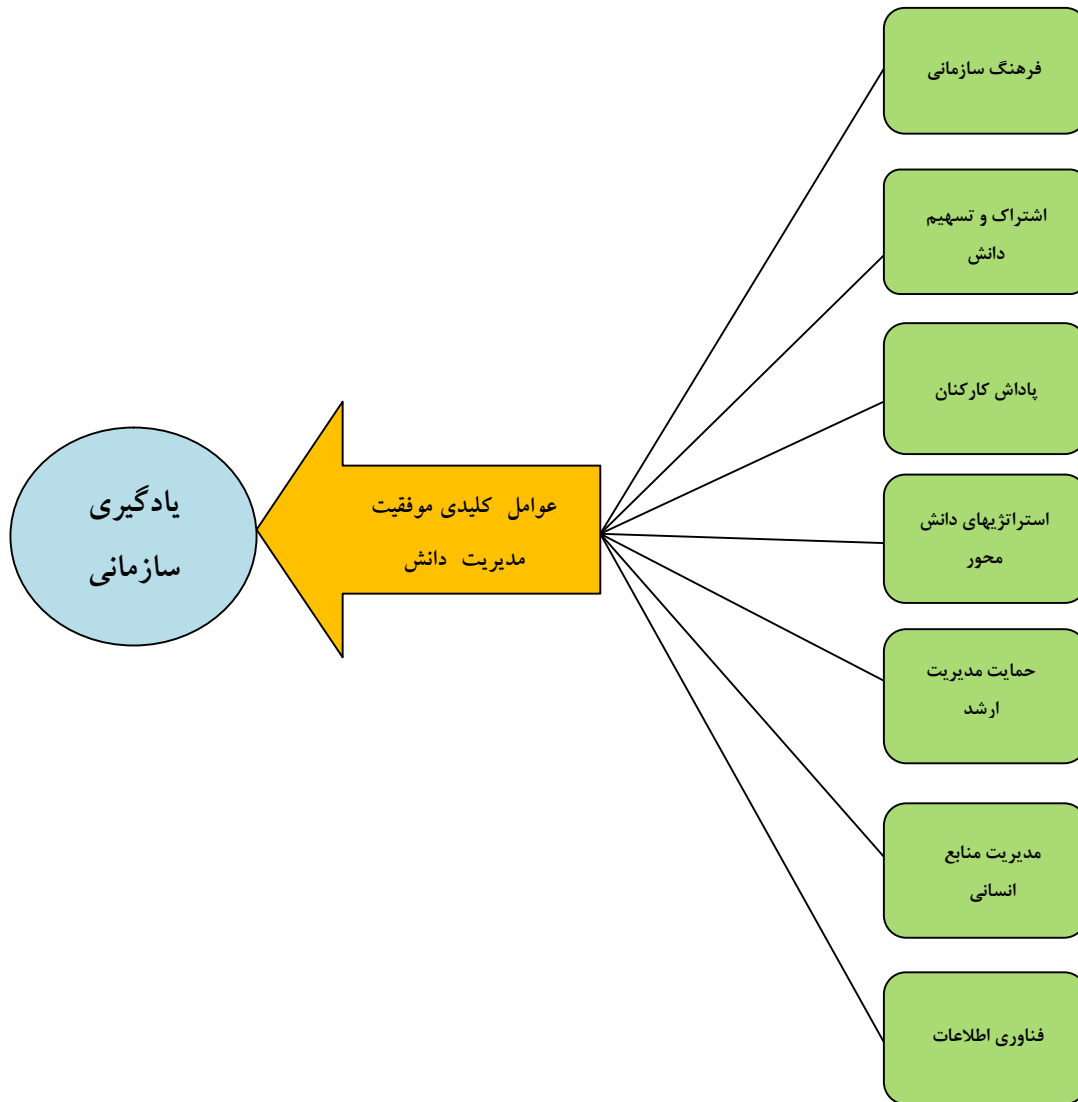 فرهنگ سازمانی
اشتراک و تسهیم
دانش
پاداش کارکنان
استراتژیهای دانش
محور
حمایت مدیریت
ارشد
مدیریت منابع
انسانی
فناوری اطلاعات
عوامل کلیدی موفقیت
مدیریت دانش
یادگیری
سازمانی